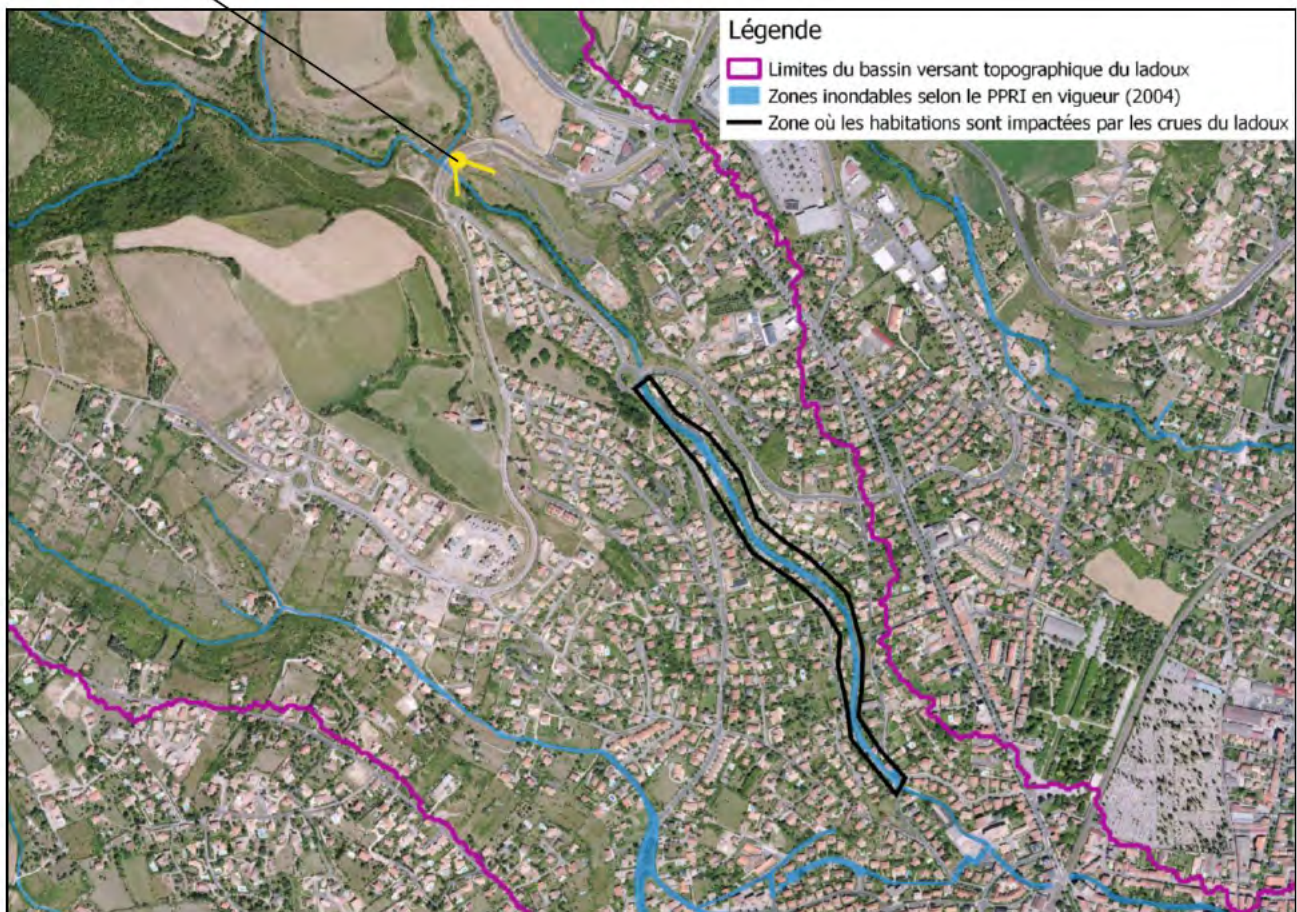 Légende
Limites du bassin versant topographique du ladoux
Zones inondables selon le PPRI en vigueur (2004)
Zone où les habitations sont impactées par les crues du ladoux